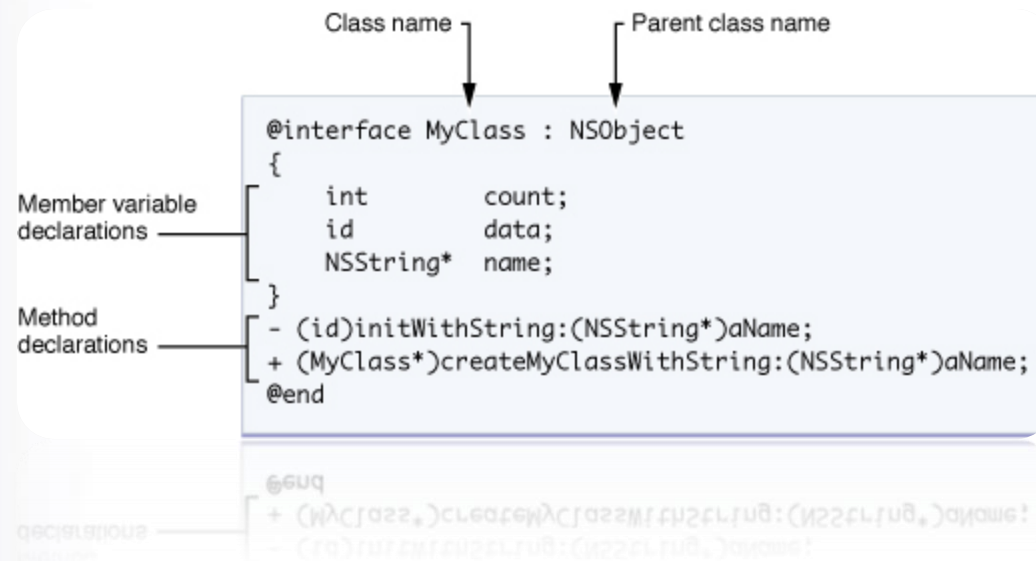 Class name
Parent class name
@interface MyClass : NSObject
{
Member variable
declarations
int count;
id data;
NSString* name;
}
Method
declarations
- (id)initWithString:(NSString*)aName;
+ (MyClass*)createMyClassWithString:(NSString*)aName;
@end